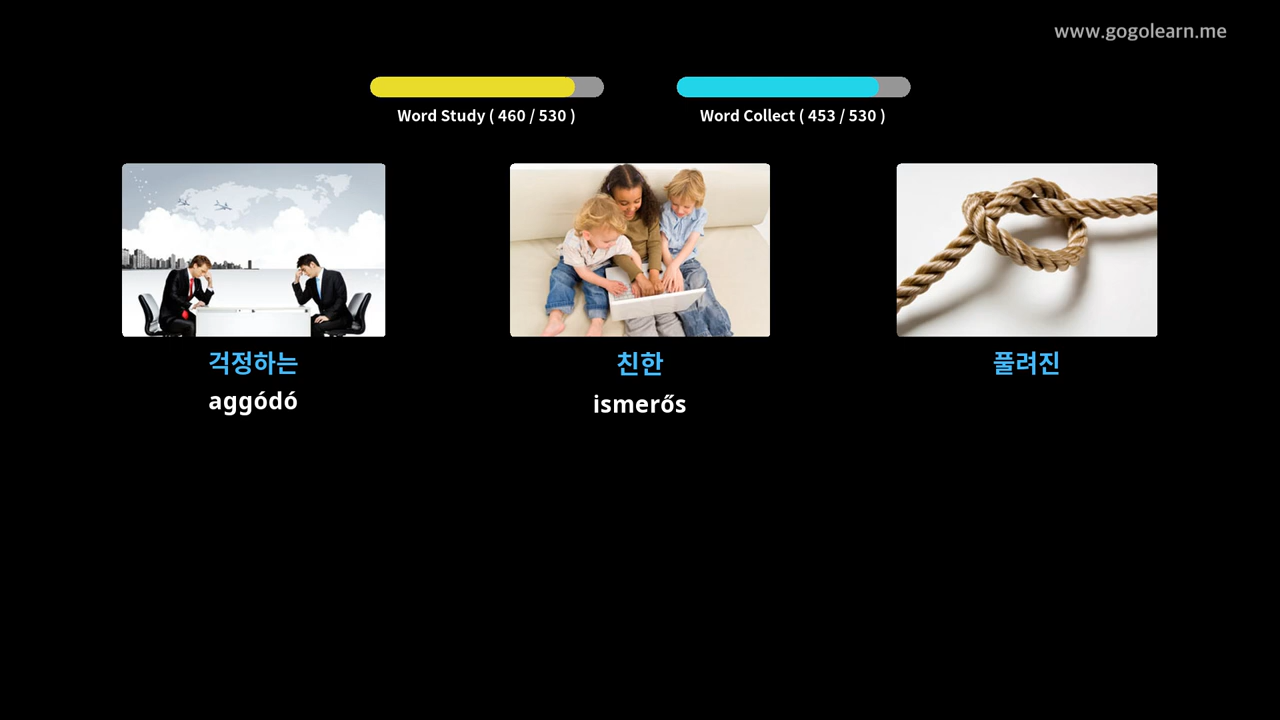 www.gogolearn.me
Word Study ( 460 / 530 )
Word Collect ( 453 / 530 )
걱정하는
친한
풀려진
aggódó
ismerős